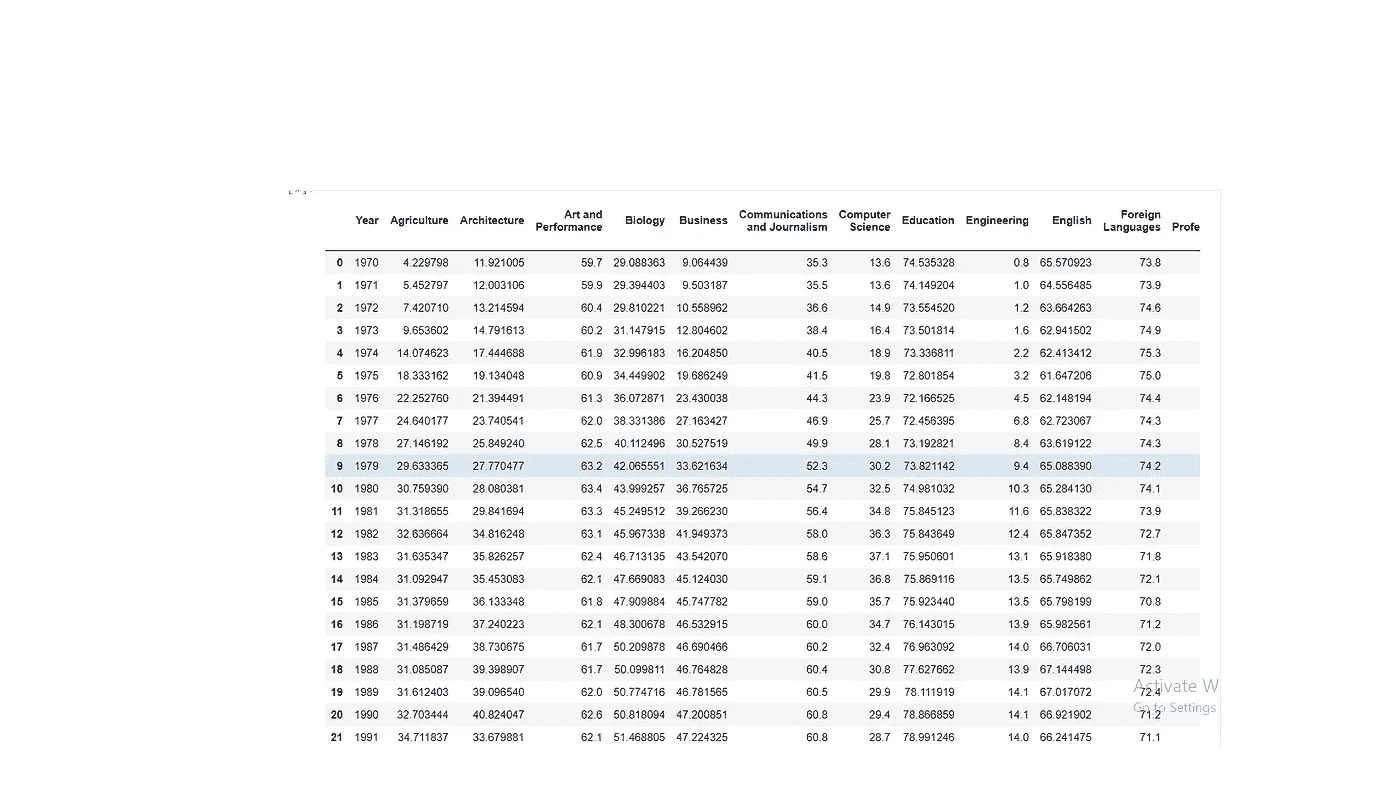 Year Agriculture Architecture Art and Performance Biology Business Communications and Journalism Computer Science Education Engineering English Foreign Languages Profe
0 1970 4.229798 11.921005 59.7 29.088363 9.064439 35.3 13.6 74.535328 0.8 65.570923 73.8
1 1971 5.452797 12.003106 59.9 29.394403 9.503187 35.5 13.6 74.149204 1.0 64.556485 73.9
2 1972 7.420710 13.214594 60.4 29.810221 10.558962 36.6 14.9 73.554520 1.2 63.664263 74.6
3 1973 9.653602 14.791613 60.2 31.147915 12.804602 38.4 16.4 73.501814 1.6 62.941502 74.9
4 1974 14.074623 17.444688 61.9 32.996183 16.204850 40.5 18.9 73.336811 2.2 62.413412 75.3
5 1975 18.333162 19.134048 60.9 34.449902 19.686249 41.5 19.8 72.801854 3.2 61.647206 75.0
6 1976 22.252760 21.394491 61.3 36.072871 23.430038 44.3 23.9 72.166525 4.5 62.148194 74.4
7 1977 24.640177 23.740541 62.0 38.331386 27.163427 46.9 25.7 72.456395 6.8 62.723067 74.3
8 1978 27.146192 25.849240 62.5 40.112496 30.527519 49.9 28.1 73.192821 8.4 63.619122 74.3
9 1979 29.633365 27.770477 63.2 42.065551 33.621634 52.3 30.2 73.821142 9.4 65.088390 74.2
10 1980 30.759390 28.080381 63.4 43.999257 36.765725 54.7 32.5 74.981032 10.3 65.284130 74.1
11 1981 31.318655 29.841694 63.3 45.249512 39.266230 56.4 34.8 75.845123 11.6 65.838322 73.9
12 1982 32.636664 34.816248 63.1 45.967338 41.949373 58.0 36.3 75.843649 12.4 65.847352 72.7
13 1983 31.635347 35.826257 62.4 46.713135 43.542070 58.6 37.1 75.950601 13.1 65.918380 71.8
14 1984 31.092947 35.453083 62.1 47.669083 45.124030 59.1 36.8 75.869116 13.5 65.749862 72.1
15 1985 31.379659 36.133348 61.8 47.909884 45.747782 59.0 35.7 75.923440 13.5 65.798199 70.8
16 1986 31.198719 37.240223 62.1 48.300678 46.532915 60.0 34.7 76.143015 13.9 65.982561 71.2
17 1987 31.486429 38.730675 61.7 50.209878 46.690466 60.2 32.4 76.963092 14.0 66.706031 72.0
18 1988 31.085087 39.398907 61.7 50.099811 46.764828 60.4 30.8 77.627662 13.9 67.144498 72.3
19 1989 31.612403 39.096540 62.0 50.774716 46.781565 60.5 29.9 78.111919 14.1 67.017072 72.4
Activate W
20 1990 32.703444 40.824047 62.6 50.818094 47.200851 60.8 29.4 78.866859 14.1 66.921902 71.2
Go to Settings
21 1991 34.711837 33.679881 62.1 51.468805 47.224325 60.8 28.7 78.991246 14.0 66.241475 71.1